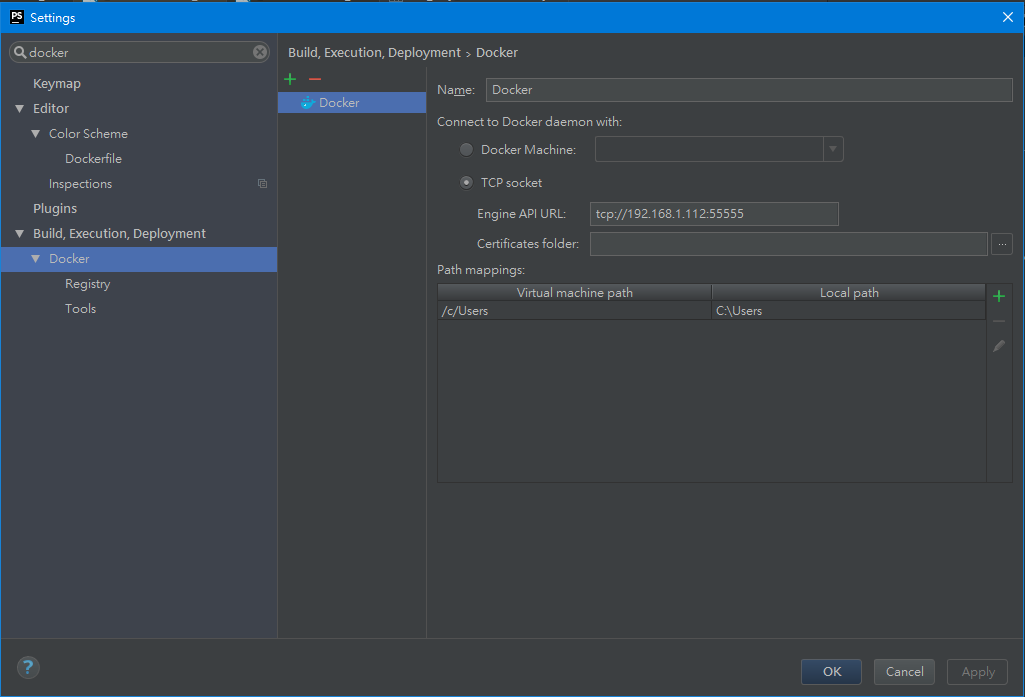 PS Settings
docker
Keymap
Editor
Color Scheme
Dockerfile
Inspections
Plugins
Build, Execution, Deployment
Docker
Registry
Tools
Build, Execution, Deployment › Docker
Docker
Name: Docker
Connect to Docker daemon with:
Docker Machine:
TCP socket
Engine API URL: tcp://192.168.1.112:55555
Certificates folder: ...
Path mappings:
Virtual machine path Local path
/c/Users C:\Users
? OK Cancel Apply